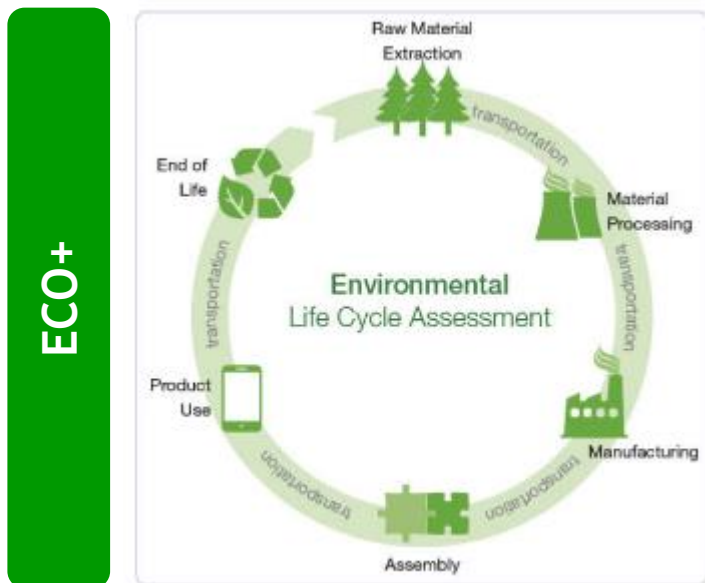 ECO+
Raw Material
Extraction
transportation
Material
Processing
transportation
Manufacturing
transportation
Assembly
transportation
Product
Use
transportation
End of
Life
Environmental
Life Cycle Assessment